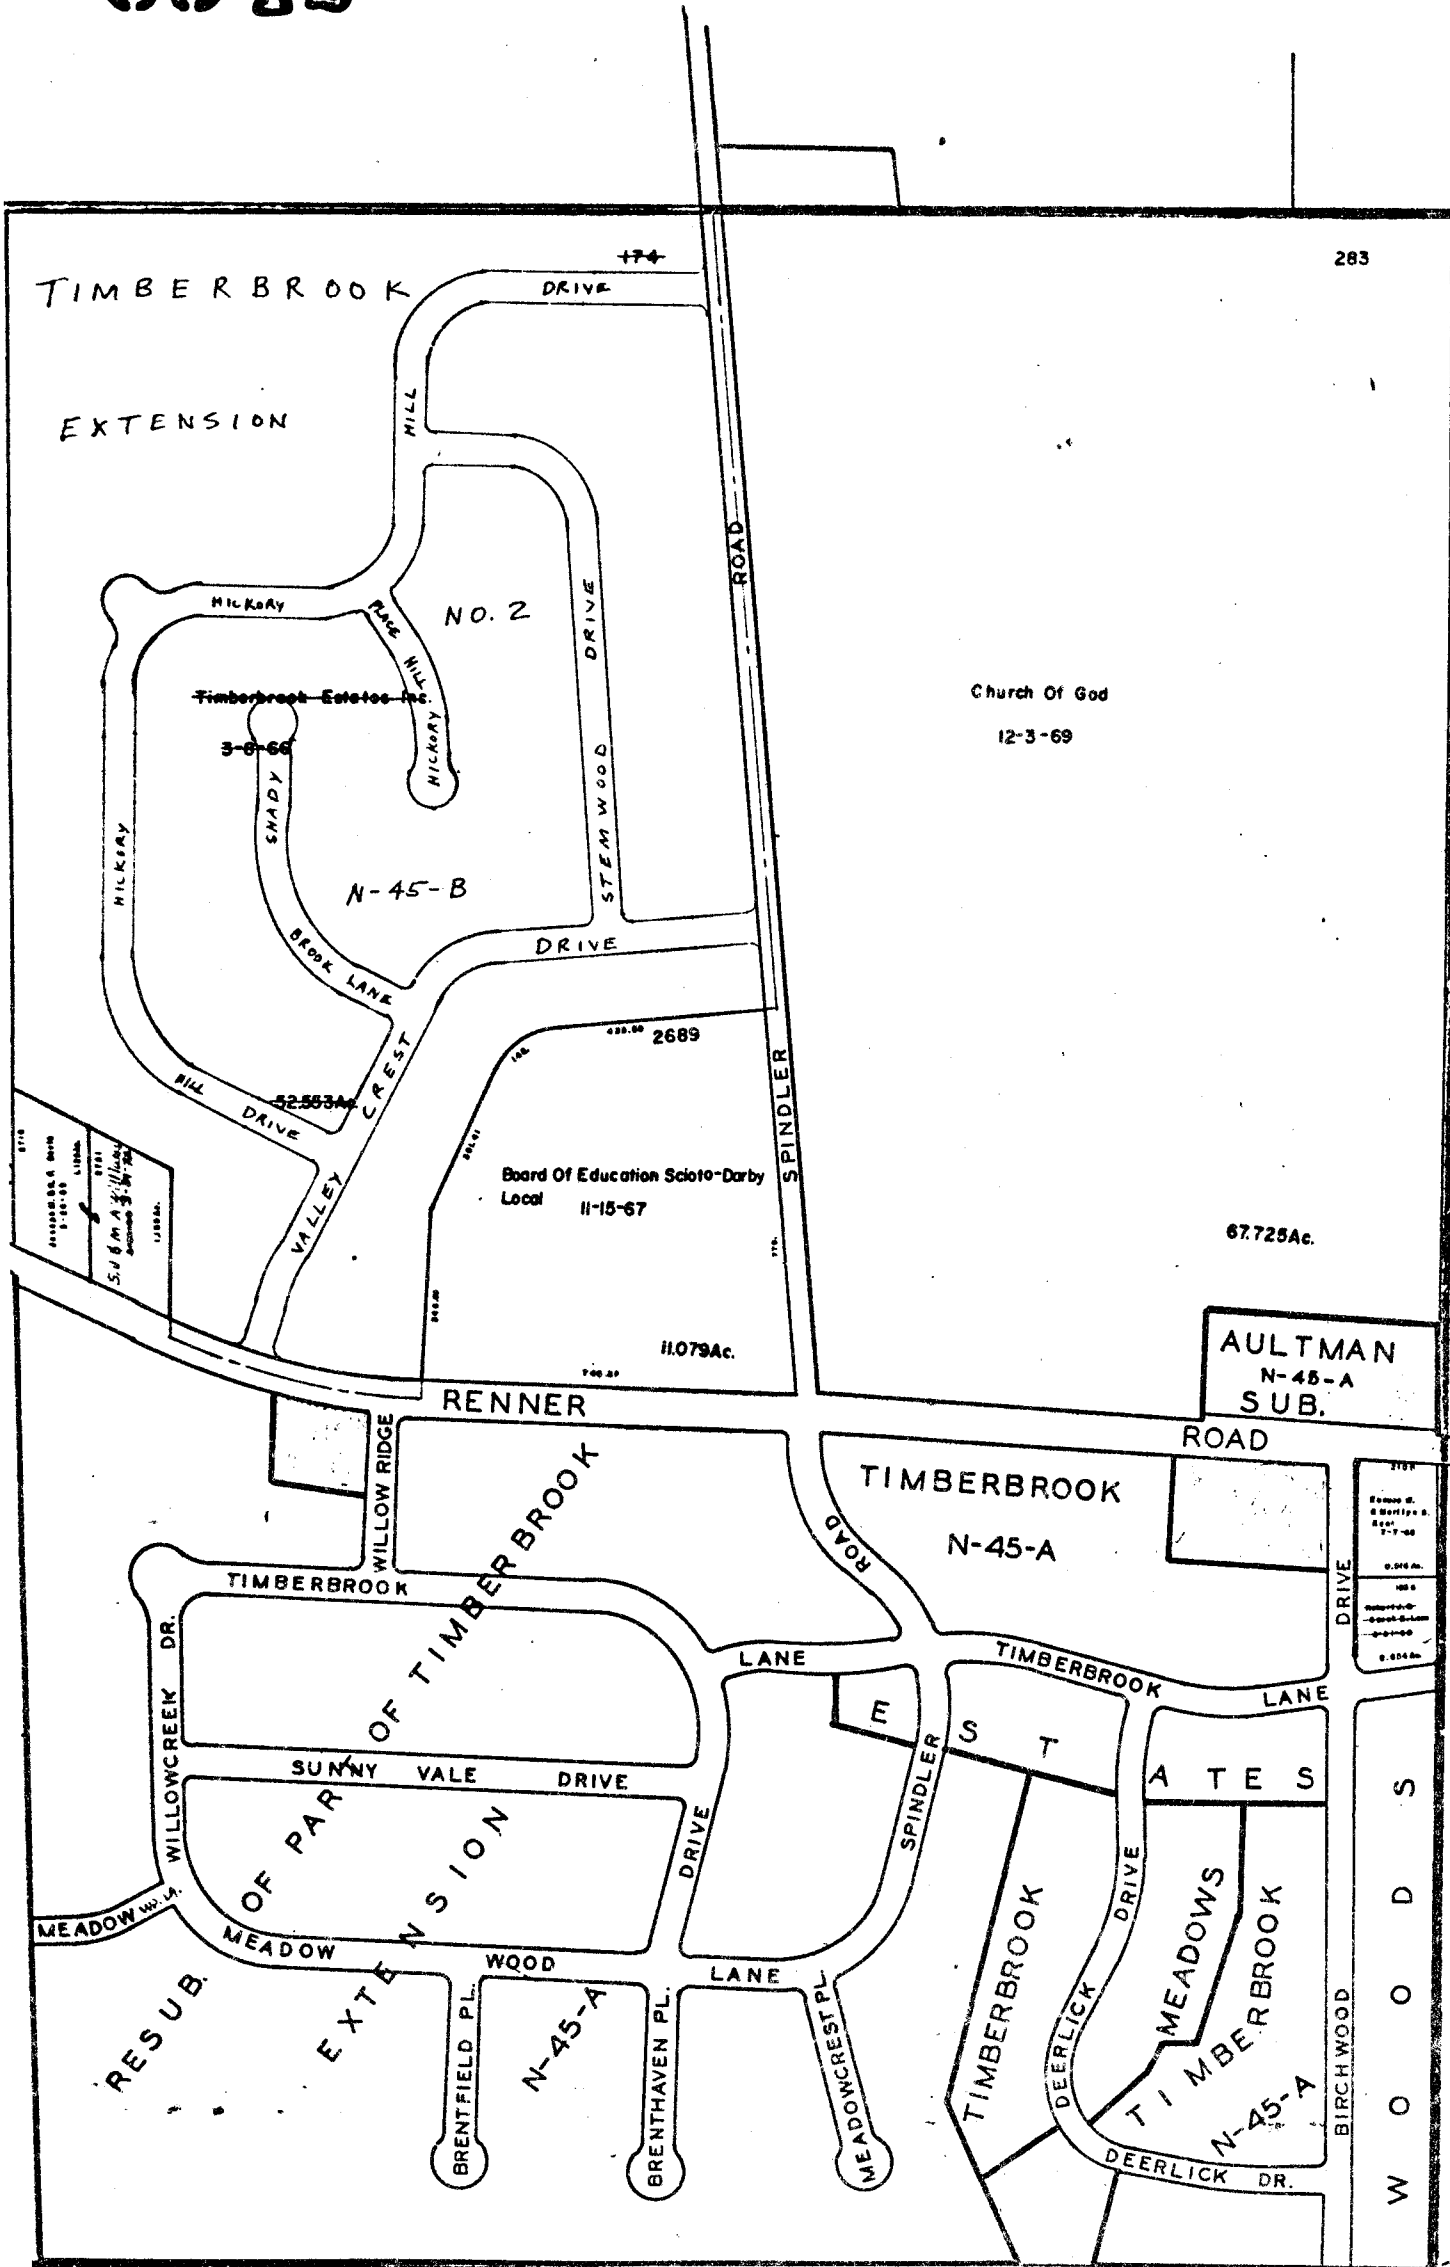 174
283
TIMBERBROOK
DRIVE
EXTENSION
HILL
ROAD
HICKORY
PLACE
HILL
HICKORY
NO. 2
DRIVE
STEMWOOD
Timberbrook Estates Inc.
3-8-66
Church Of God
12-3-69
SHADY
BROOK LANE
HICKORY
N-45-B
DRIVE
HILL
DRIVE
52.553Ac.
CREST
VALLEY
2689
SPINDLER
Board Of Education Scioto-Darby
Local 11-15-67
67.725Ac.
11.079Ac.
AULTMAN
N-45-A
SUB.
RENNER
ROAD
WILLOW RIDGE
TIMBERBROOK
N-45-A
ROAD
DRIVE
TIMBERBROOK
LANE
TIMBERBROOK
LANE
WILLOWCREEK DR.
ESTATES
SUNNY VALE DRIVE
SPINDLER
DRIVE
RESUB. OF PART OF TIMBERBROOK
EXTENSION
N-45-A
MEADOW
MEADOW WOOD LANE
BRENTFIELD PL.
BRENTHAVEN PL.
MEADOWCREST PL.
TIMBERBROOK
MEADOWS
DEERLICK DRIVE
TIMBERBROOK
N-45-A
DEERLICK DR.
BIRCHWOOD
WOODS